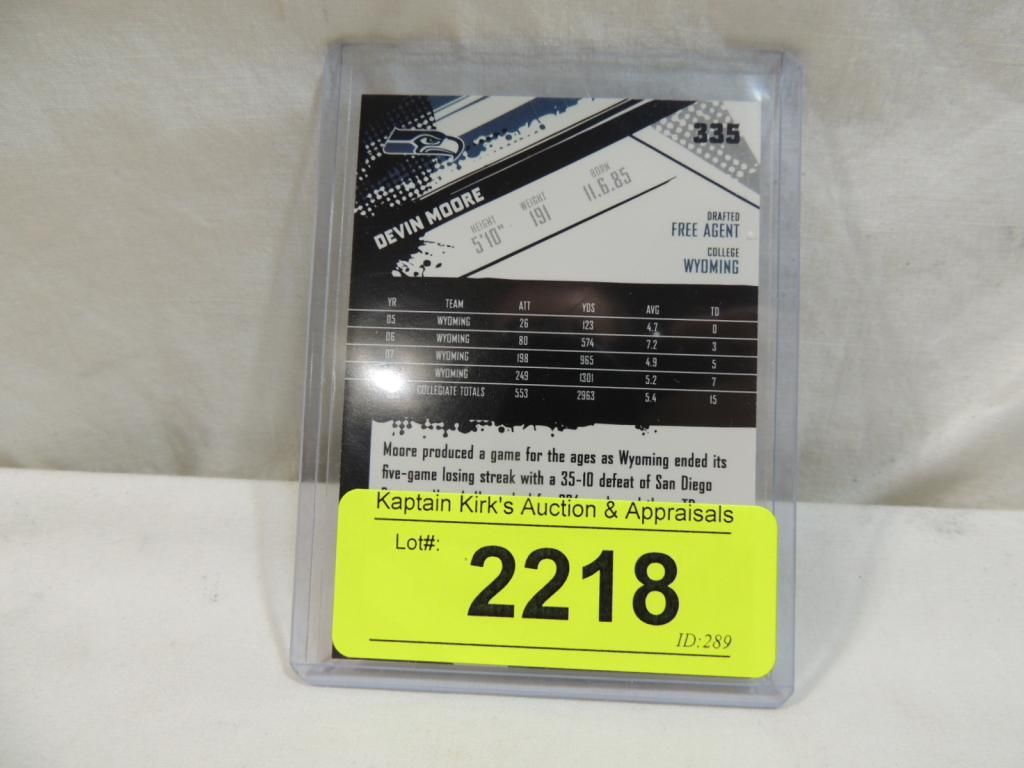 335
DEVIN MOORE
HEIGHT WEIGHT BORN
5'10" 191 11.6.85
DRAFTED
FREE AGENT
COLLEGE
WYOMING
YR TEAM ATT YDS AVG TD
05 WYOMING 26 123 4.7 0
06 WYOMING 80 574 7.2 3
07 WYOMING 198 965 4.9 5
WYOMING 249 1301 5.2 7
COLLEGIATE TOTALS 553 2963 5.4 15
Moore produced a game for the ages as Wyoming ended its
five-game losing streak with a 35-10 defeat of San Diego
Kaptain Kirk's Auction & Appraisals
Lot#: 2218
ID:289